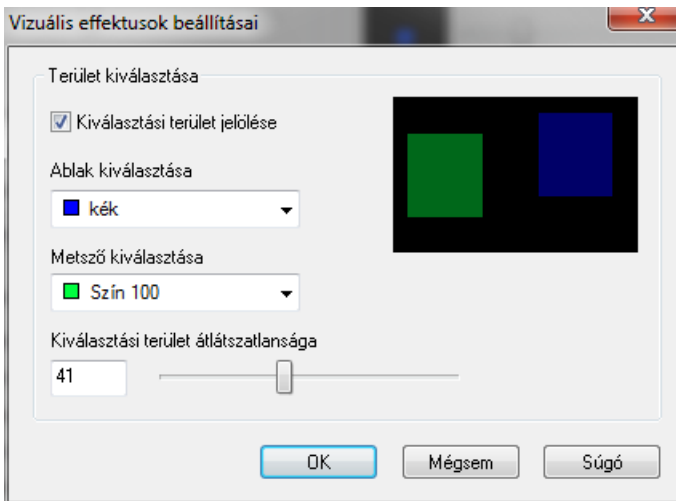 Vizuális effektusok beállításai
Terület kiválasztása
Kiválasztási terület jelölése
Ablak kiválasztása
kék
Metsző kiválasztása
Szín 100
Kiválasztási terület átlátszatlansága
41
OK Mégsem Súgó